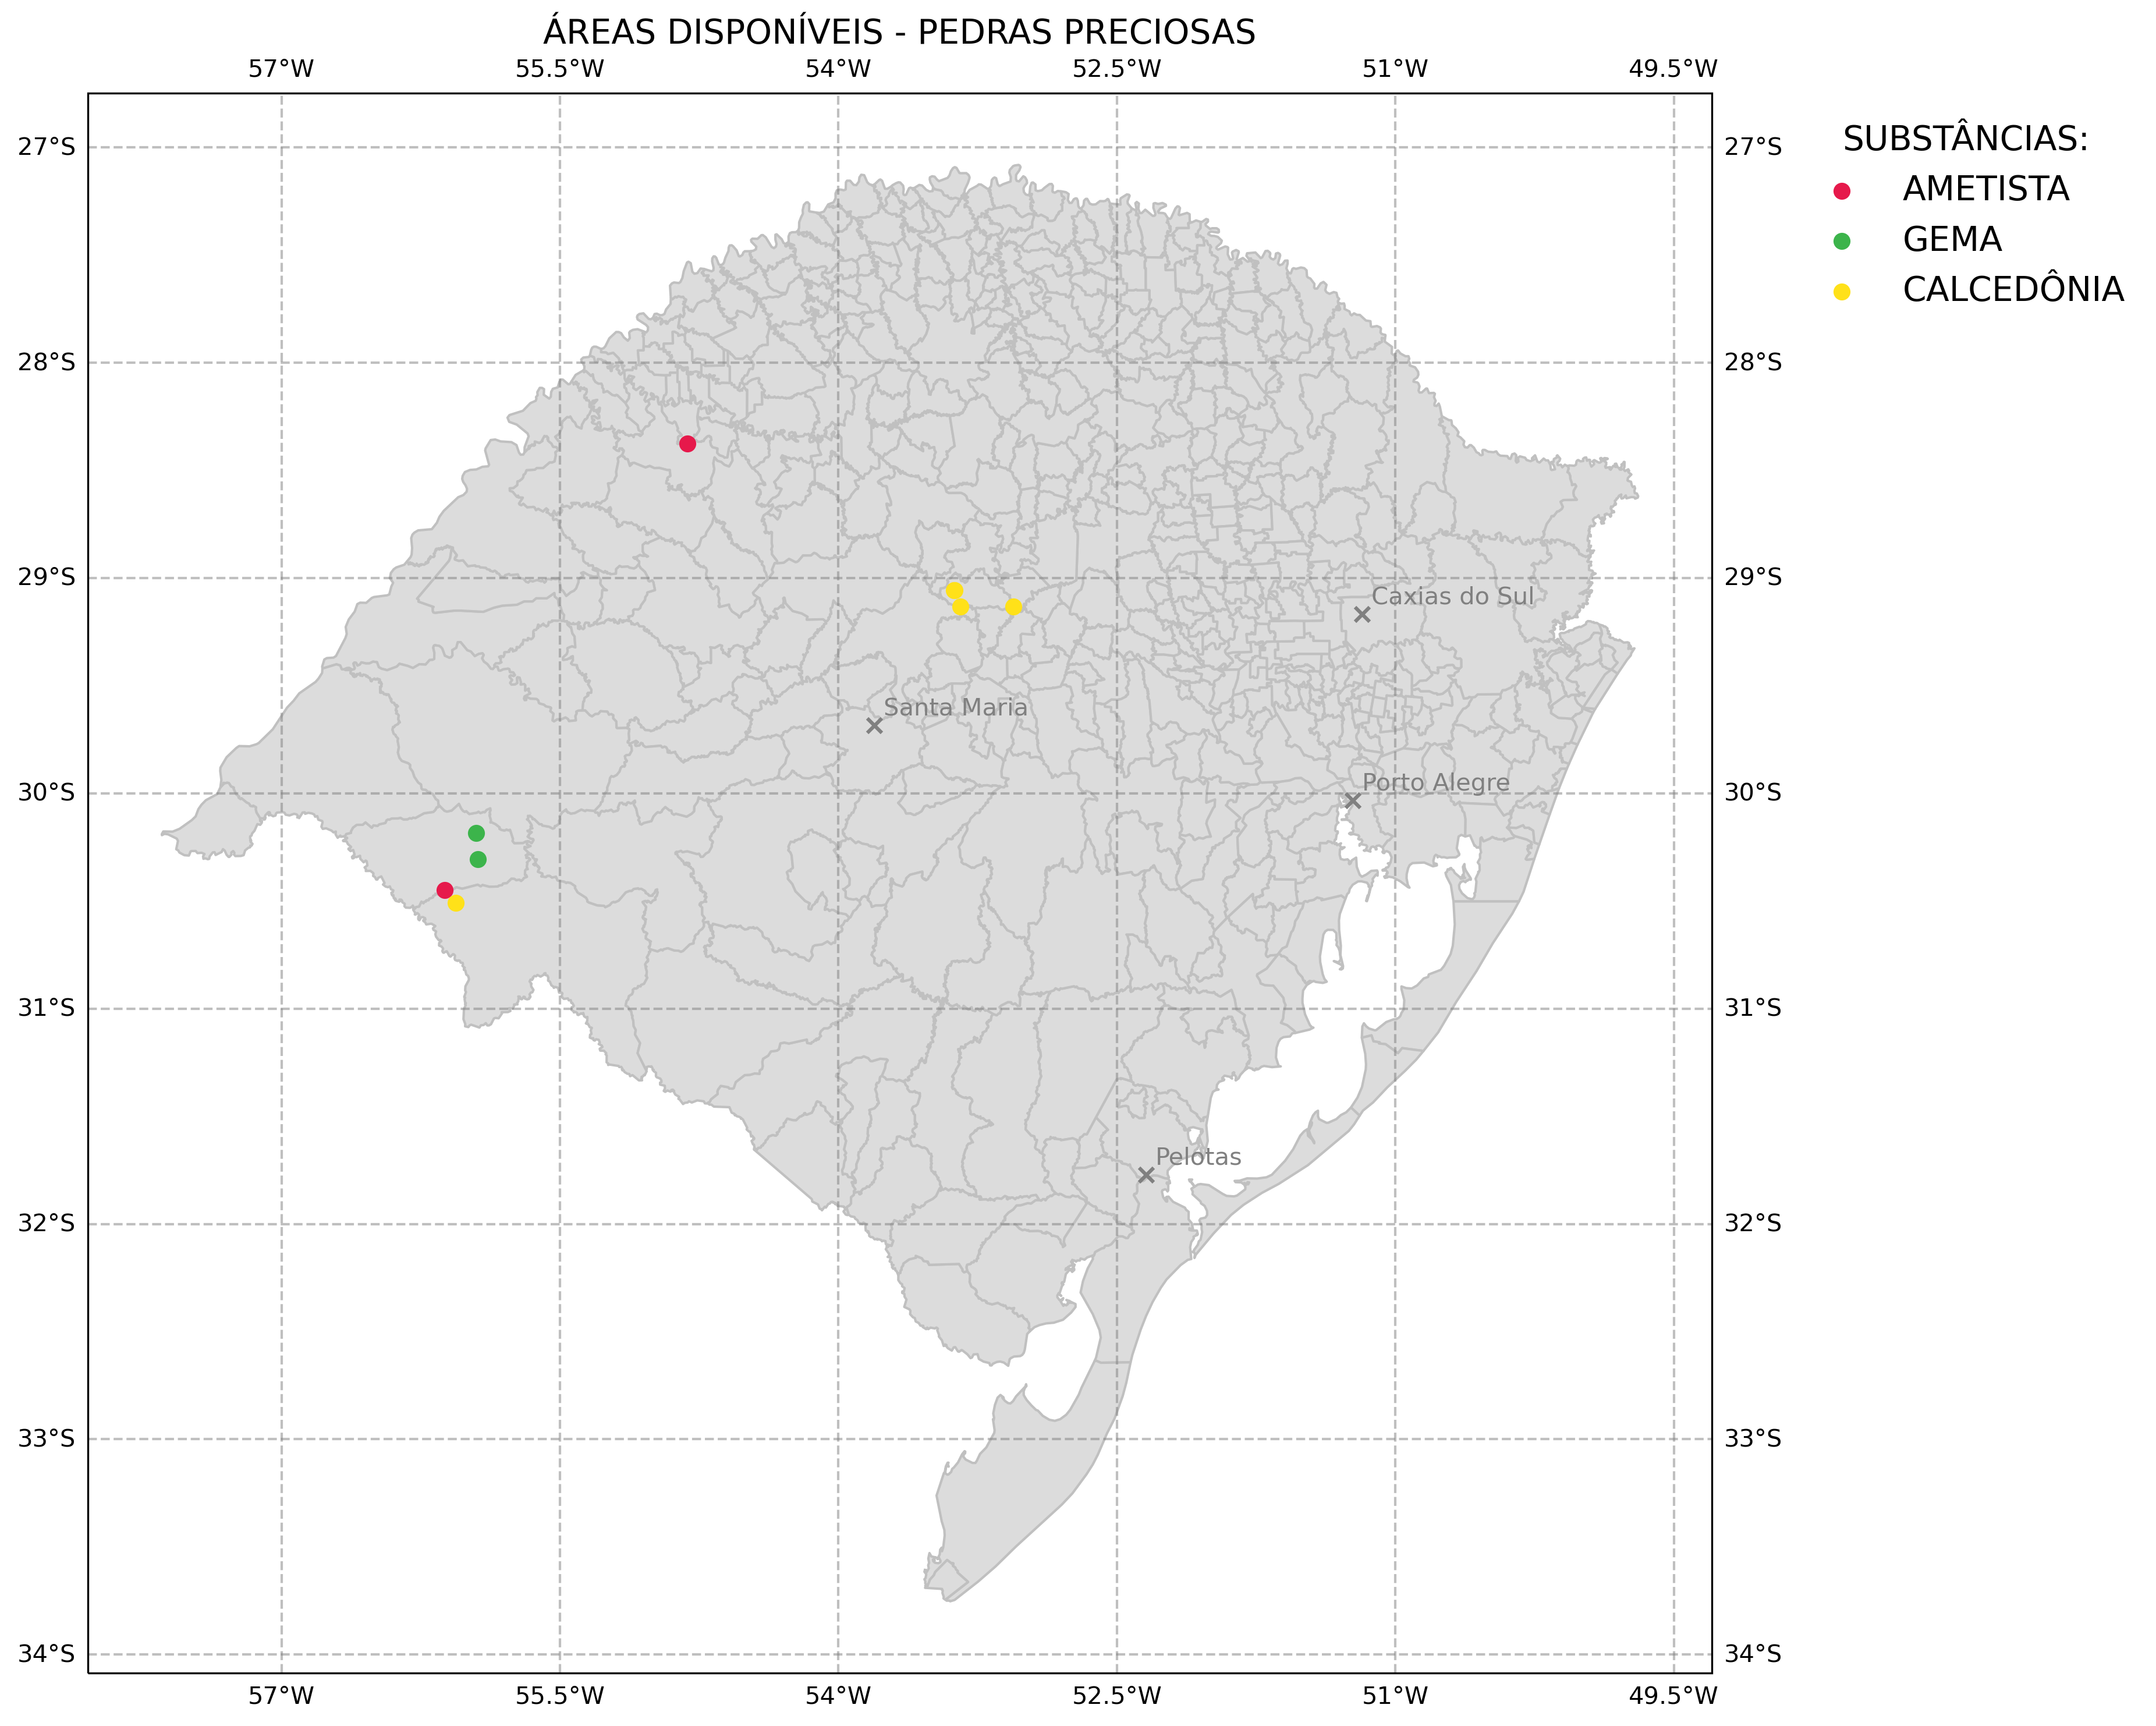 ÁREAS DISPONÍVEIS - PEDRAS PRECIOSAS
57°W 55.5°W 54°W 52.5°W 51°W 49.5°W
27°S 27°S
SUBSTÂNCIAS:
AMETISTA
GEMA
CALCEDÔNIA
28°S 28°S
29°S 29°S
Caxias do Sul
Santa Maria
Porto Alegre
30°S 30°S
31°S 31°S
Pelotas
32°S 32°S
33°S 33°S
34°S 34°S
57°W 55.5°W 54°W 52.5°W 51°W 49.5°W